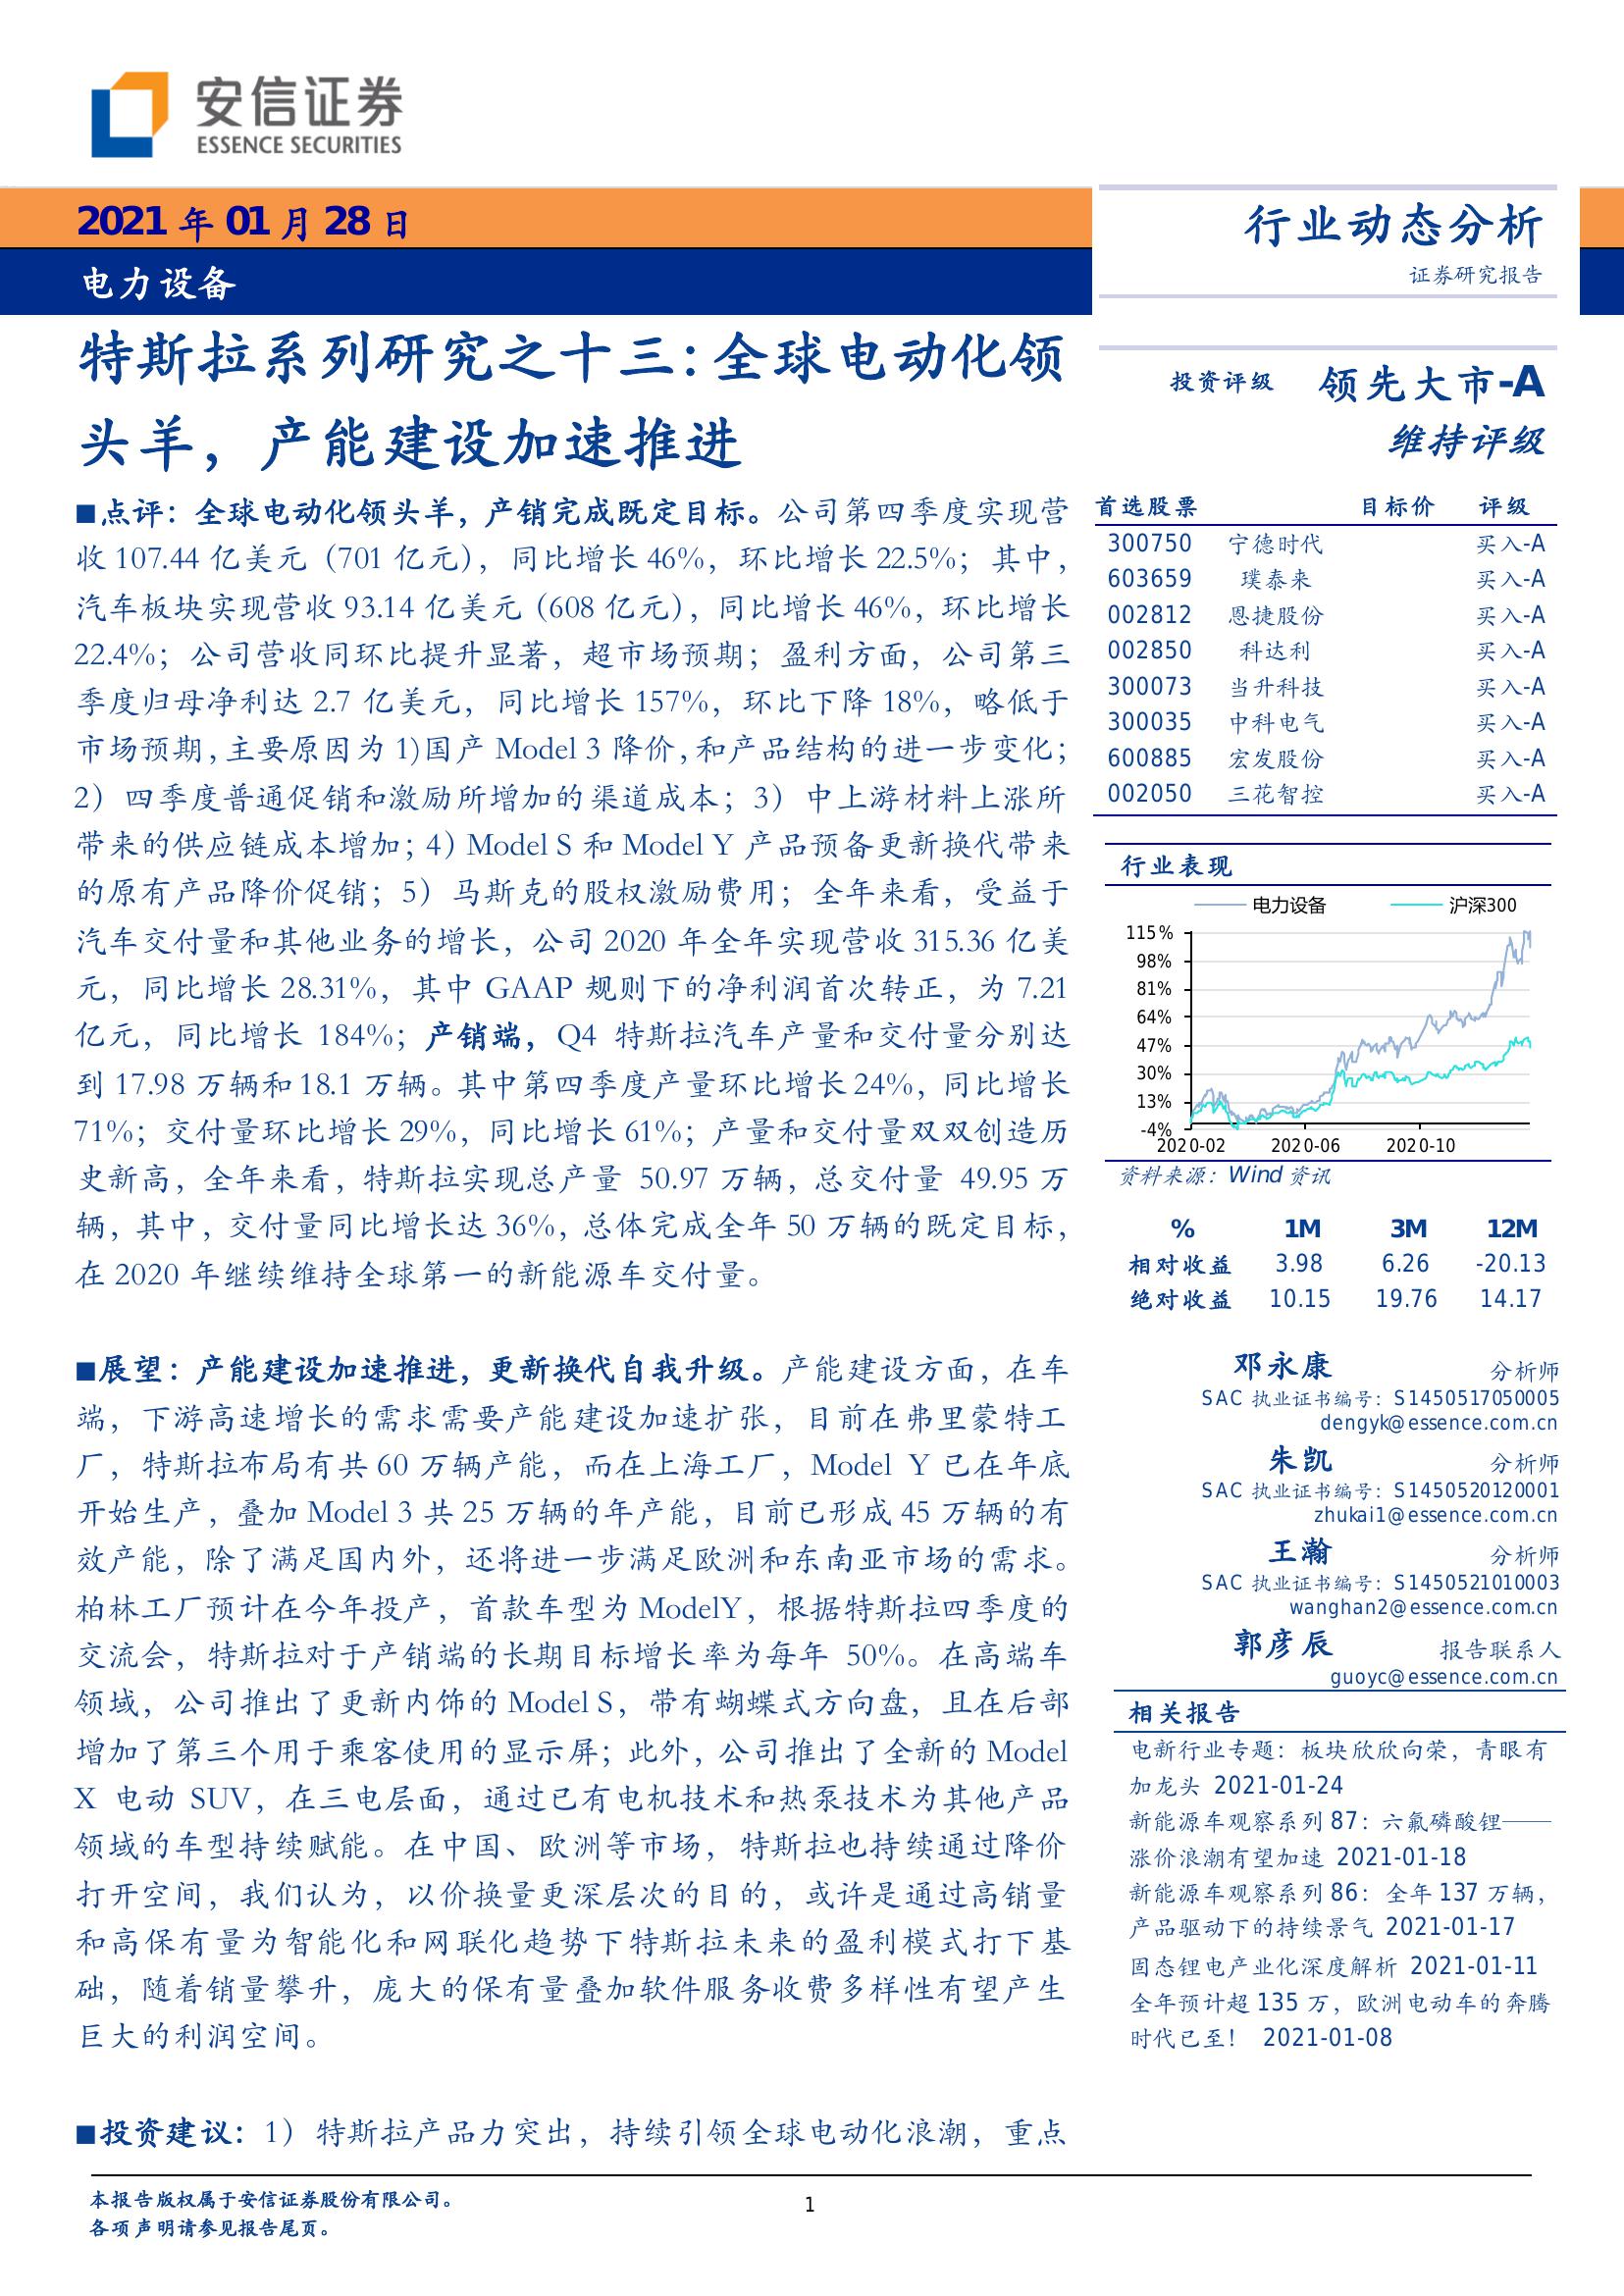 安信证券
ESSENCE SECURITIES
2021 年 01 月 28 日
电力设备
行业动态分析
证券研究报告
特斯拉系列研究之十三:全球电动化领
头羊，产能建设加速推进
■点评：全球电动化领头羊，产销完成既定目标。公司第四季度实现营
收 107.44 亿美元（701 亿元），同比增长 46%，环比增长 22.5%；其中，
汽车板块实现营收 93.14 亿美元（608 亿元），同比增长 46%，环比增长
22.4%；公司营收同环比提升显著，超市场预期；盈利方面，公司第三
季度归母净利达 2.7 亿美元，同比增长 157%，环比下降 18%，略低于
市场预期，主要原因为 1)国产 Model 3 降价，和产品结构的进一步变化；
2）四季度普通促销和激励所增加的渠道成本；3）中上游材料上涨所
带来的供应链成本增加；4）Model S 和 Model Y 产品预备更新换代带来
的原有产品降价促销；5）马斯克的股权激励费用；全年来看，受益于
汽车交付量和其他业务的增长，公司 2020 年全年实现营收 315.36 亿美
元，同比增长 28.31%，其中 GAAP 规则下的净利润首次转正，为 7.21
亿元，同比增长 184%；产销端，Q4 特斯拉汽车产量和交付量分别达
到 17.98 万辆和 18.1 万辆。其中第四季度产量环比增长 24%，同比增长
71%；交付量环比增长 29%，同比增长 61%；产量和交付量双双创造历
史新高，全年来看，特斯拉实现总产量 50.97 万辆，总交付量 49.95 万
辆，其中，交付量同比增长达 36%，总体完成全年 50 万辆的既定目标，
在 2020 年继续维持全球第一的新能源车交付量。
■展望：产能建设加速推进，更新换代自我升级。产能建设方面，在车
端，下游高速增长的需求需要产能建设加速扩张，目前在弗里蒙特工
厂，特斯拉布局有共 60 万辆产能，而在上海工厂，Model Y 已在年底
开始生产，叠加 Model 3 共 25 万辆的年产能，目前已形成 45 万辆的有
效产能，除了满足国内外，还将进一步满足欧洲和东南亚市场的需求。
柏林工厂预计在今年投产，首款车型为 ModelY，根据特斯拉四季度的
交流会，特斯拉对于产销端的长期目标增长率为每年 50%。在高端车
领域，公司推出了更新内饰的 Model S，带有蝴蝶式方向盘，且在后部
增加了第三个用于乘客使用的显示屏；此外，公司推出了全新的 Model
X 电动 SUV，在三电层面，通过已有电机技术和热泵技术为其他产品
领域的车型持续赋能。在中国、欧洲等市场，特斯拉也持续通过降价
打开空间，我们认为，以价换量更深层次的目的，或许是通过高销量
和高保有量为智能化和网联化趋势下特斯拉未来的盈利模式打下基
础，随着销量攀升，庞大的保有量叠加软件服务收费多样性有望产生
巨大的利润空间。
■投资建议：1）特斯拉产品力突出，持续引领全球电动化浪潮，重点
投资评级 领先大市-A
维持评级
首选股票 目标价 评级
300750 宁德时代 买入-A
603659 璞泰来 买入-A
002812 恩捷股份 买入-A
002850 科达利 买入-A
300073 当升科技 买入-A
300035 中科电气 买入-A
600885 宏发股份 买入-A
002050 三花智控 买入-A
行业表现
电力设备 沪深300
115%
98%
81%
64%
47%
30%
13%
-4%
2020-02 2020-06 2020-10
资料来源：Wind 资讯
% 1M 3M 12M
相对收益 3.98 6.26 -20.13
绝对收益 10.15 19.76 14.17
邓永康 分析师
SAC 执业证书编号：S1450517050005
dengyk@essence.com.cn
朱凯 分析师
SAC 执业证书编号：S1450520120001
zhukai1@essence.com.cn
王瀚 分析师
SAC 执业证书编号：S1450521010003
wanghan2@essence.com.cn
郭彦辰 报告联系人
guoyc@essence.com.cn
相关报告
电新行业专题：板块欣欣向荣，青眼有
加龙头 2021-01-24
新能源车观察系列 87：六氟磷酸锂——
涨价浪潮有望加速 2021-01-18
新能源车观察系列 86：全年 137 万辆，
产品驱动下的持续景气 2021-01-17
固态锂电产业化深度解析 2021-01-11
全年预计超 135 万，欧洲电动车的奔腾
时代已至！ 2021-01-08
本报告版权属于安信证券股份有限公司。
各项声明请参见报告尾页。
1